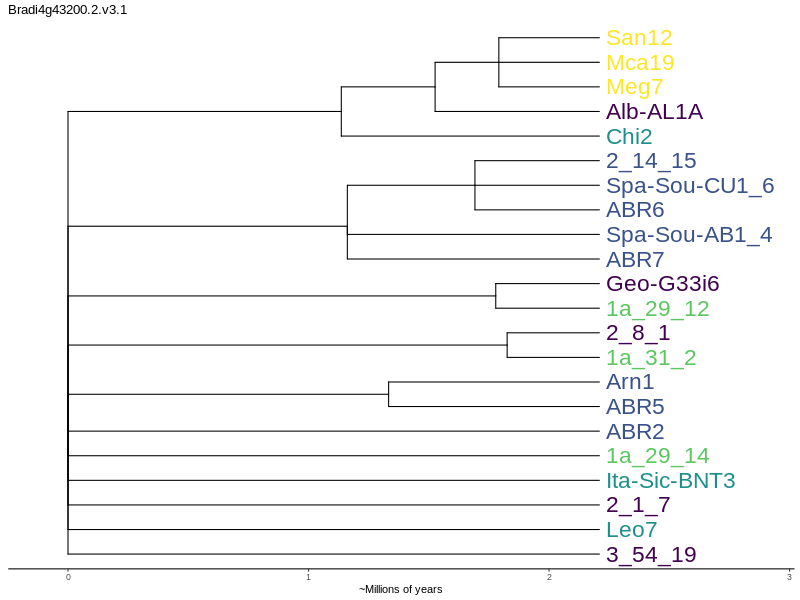 Bradi4g43200.2.v3.1
San12
Mca19
Meg7
Alb-AL1A
Chi2
2_14_15
Spa-Sou-CU1_6
ABR6
Spa-Sou-AB1_4
ABR7
Geo-G33i6
1a_29_12
2_8_1
1a_31_2
Arn1
ABR5
ABR2
1a_29_14
Ita-Sic-BNT3
2_1_7
Leo7
3_54_19
0 1 2 3
~Millions of years